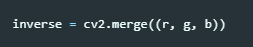 inverse = cv2.merge((r, g, b))